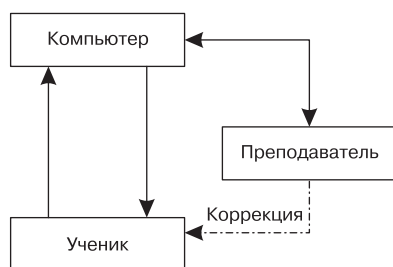 Компьютер
Преподаватель
Коррекция
Ученик